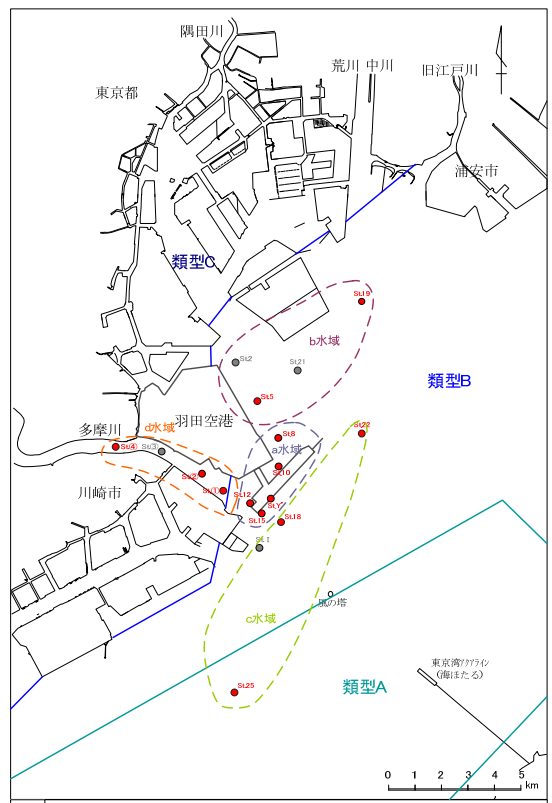 隅田川
荒川 中川
旧江戸川
東京都
浦安市
類型C
St.19
b水域
St.2
St.21
類型B
St.5
多摩川
d水域
羽田空港
St.22
St.8
a水域
St.④
St.③
St.10
St.②
川崎市
St.①
St.12
St.Y
St.15
St.18
St.I
風の塔
c水域
東京湾アクアライン
(海ほたる)
St.25
類型A
0 1 2 3 4 5
km